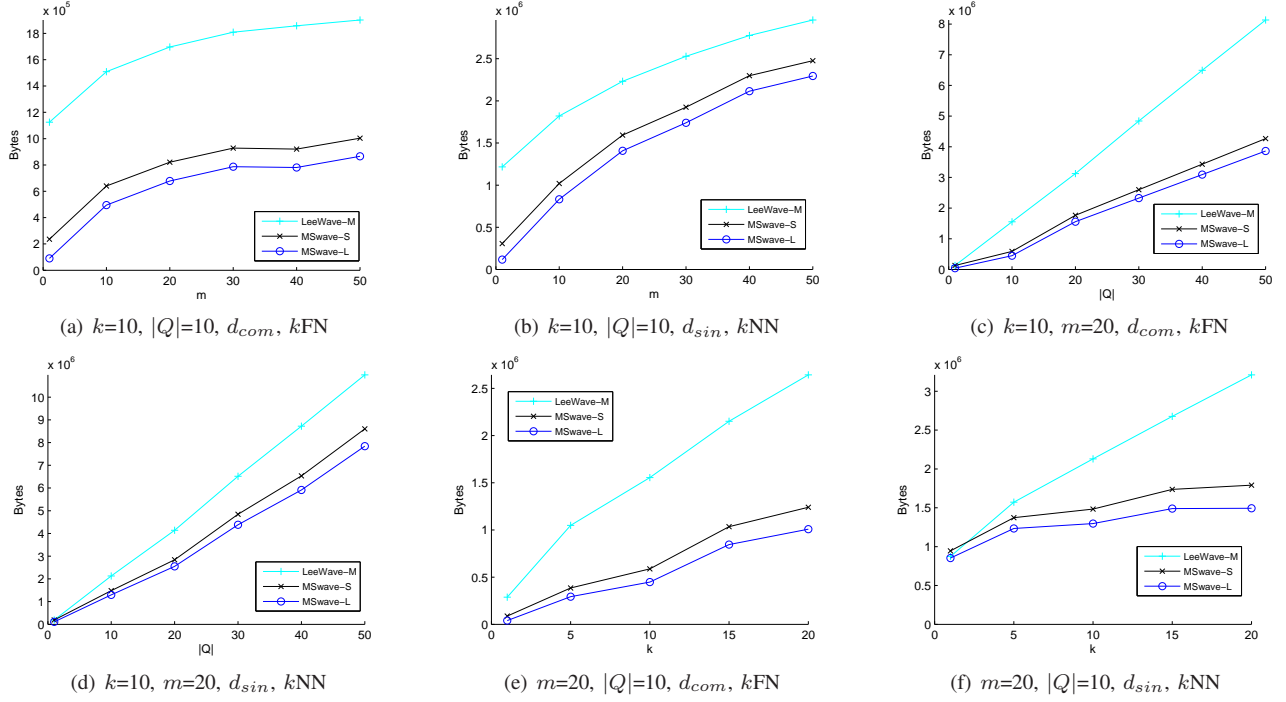 x 10^5
18
16
14
12
10
8
6
4
2
0
Bytes
0 10 20 30 40 50
m
LeeWave-M
MSwave-S
MSwave-L
(a) k=10, |Q|=10, d_com, kFN
x 10^6
2.5
2
1.5
1
0.5
0
Bytes
0 10 20 30 40 50
m
LeeWave-M
MSwave-S
MSwave-L
(b) k=10, |Q|=10, d_sin, kNN
x 10^6
8
7
6
5
4
3
2
1
0
Bytes
0 10 20 30 40 50
|Q|
LeeWave-M
MSwave-S
MSwave-L
(c) k=10, m=20, d_com, kFN
x 10^6
10
9
8
7
6
5
4
3
2
1
0
Bytes
0 10 20 30 40 50
|Q|
LeeWave-M
MSwave-S
MSwave-L
(d) k=10, m=20, d_sin, kNN
x 10^6
2.5
2
1.5
1
0.5
0
Bytes
0 5 10 15 20
k
LeeWave-M
MSwave-S
MSwave-L
(e) m=20, |Q|=10, d_com, kFN
x 10^6
3
2.5
2
1.5
1
0.5
0
Bytes
0 5 10 15 20
k
LeeWave-M
MSwave-S
MSwave-L
(f) m=20, |Q|=10, d_sin, kNN